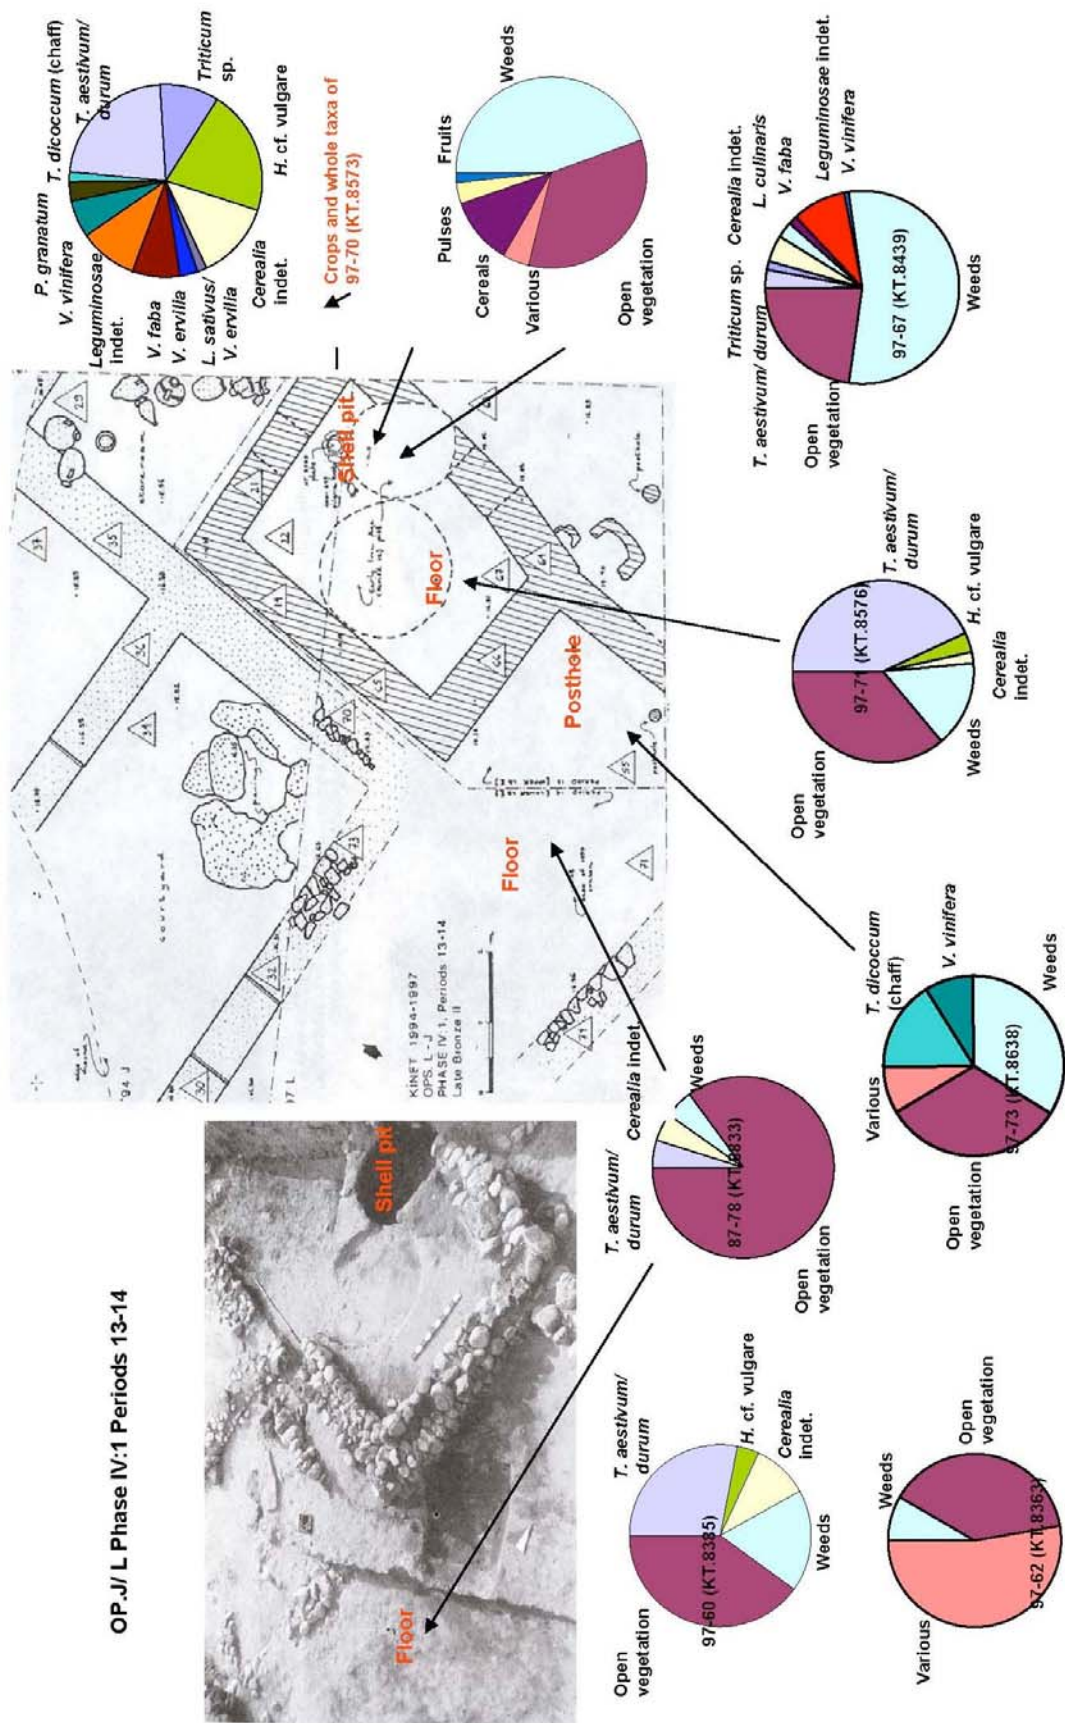 OP.J/ L Phase IV:1 Periods 13-14
Floor
Shell pit
KINET 1994-1997
OPS. L-J
PHASE IV:1, Periods 13-14
Late Bronze II
courtyard
storeroom
Floor
Posthole
Floor
Shell pit
P. granatum
V. vinifera
Leguminosae
indet.
V. faba
V. ervilia
L. sativus/
V. ervilia
Cerealia
indet.
H. cf. vulgare
Triticum
sp.
T. aestivum/
durum
T. dicoccum (chaff)
Crops and whole taxa of
97-70 (KT.8573)
Fruits
Weeds
Pulses
Cereals
Various
Open
vegetation
T. aestivum/ durum
Triticum sp.
Cerealia indet.
L. culinaris
V. faba
Leguminosae indet.
V. vinifera
Open
vegetation
97-67 (KT.8439)
Weeds
Open
vegetation
97-71 (KT.8576)
T. aestivum/
durum
H. cf. vulgare
Cerealia
indet.
Weeds
T. aestivum/
durum
Cerealia indet.
Weeds
87-78 (KT.8833)
Open
vegetation
Various
T. dicoccum
(chaff)
V. vinifera
Weeds
97-73 (KT.8638)
Open
vegetation
Open
vegetation
T. aestivum/
durum
H. cf. vulgare
Cerealia
indet.
97-60 (KT.8385)
Weeds
Various
Weeds
Open
vegetation
97-62 (KT.8363)